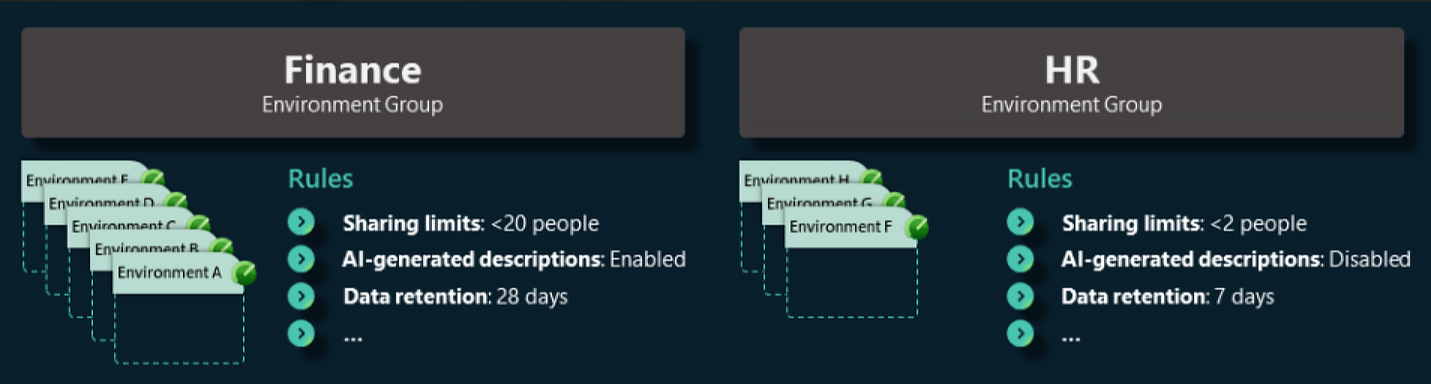 Finance
Environment Group
Environment E
Environment D
Environment C
Environment B
Environment A
Rules
Sharing limits: <20 people
AI-generated descriptions: Enabled
Data retention: 28 days
...
HR
Environment Group
Environment H
Environment G
Environment F
Rules
Sharing limits: <2 people
AI-generated descriptions: Disabled
Data retention: 7 days
...